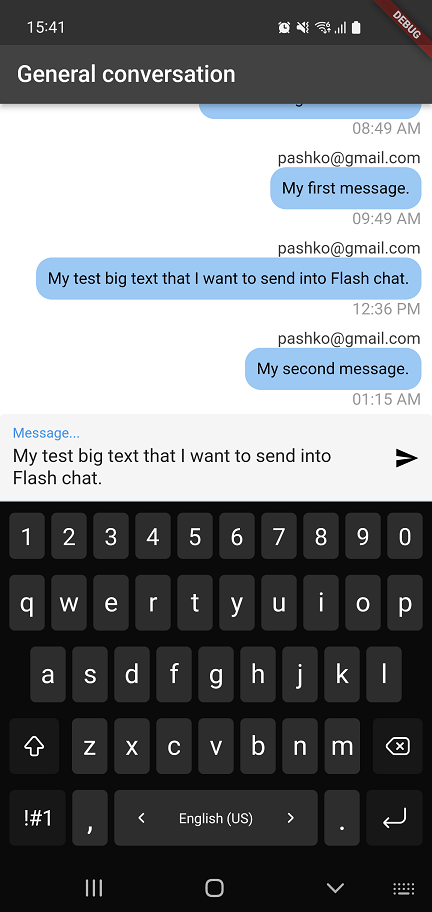 15:41
DEBUG
General conversation
08:49 AM
pashko@gmail.com
My first message.
09:49 AM
pashko@gmail.com
My test big text that I want to send into Flash chat.
12:36 PM
pashko@gmail.com
My second message.
01:15 AM
Message...
My test big text that I want to send into
Flash chat.
1 2 3 4 5 6 7 8 9 0
q w e r t y u i o p
a s d f g h j k l
z x c v b n m
!#1 , < English (US) > .